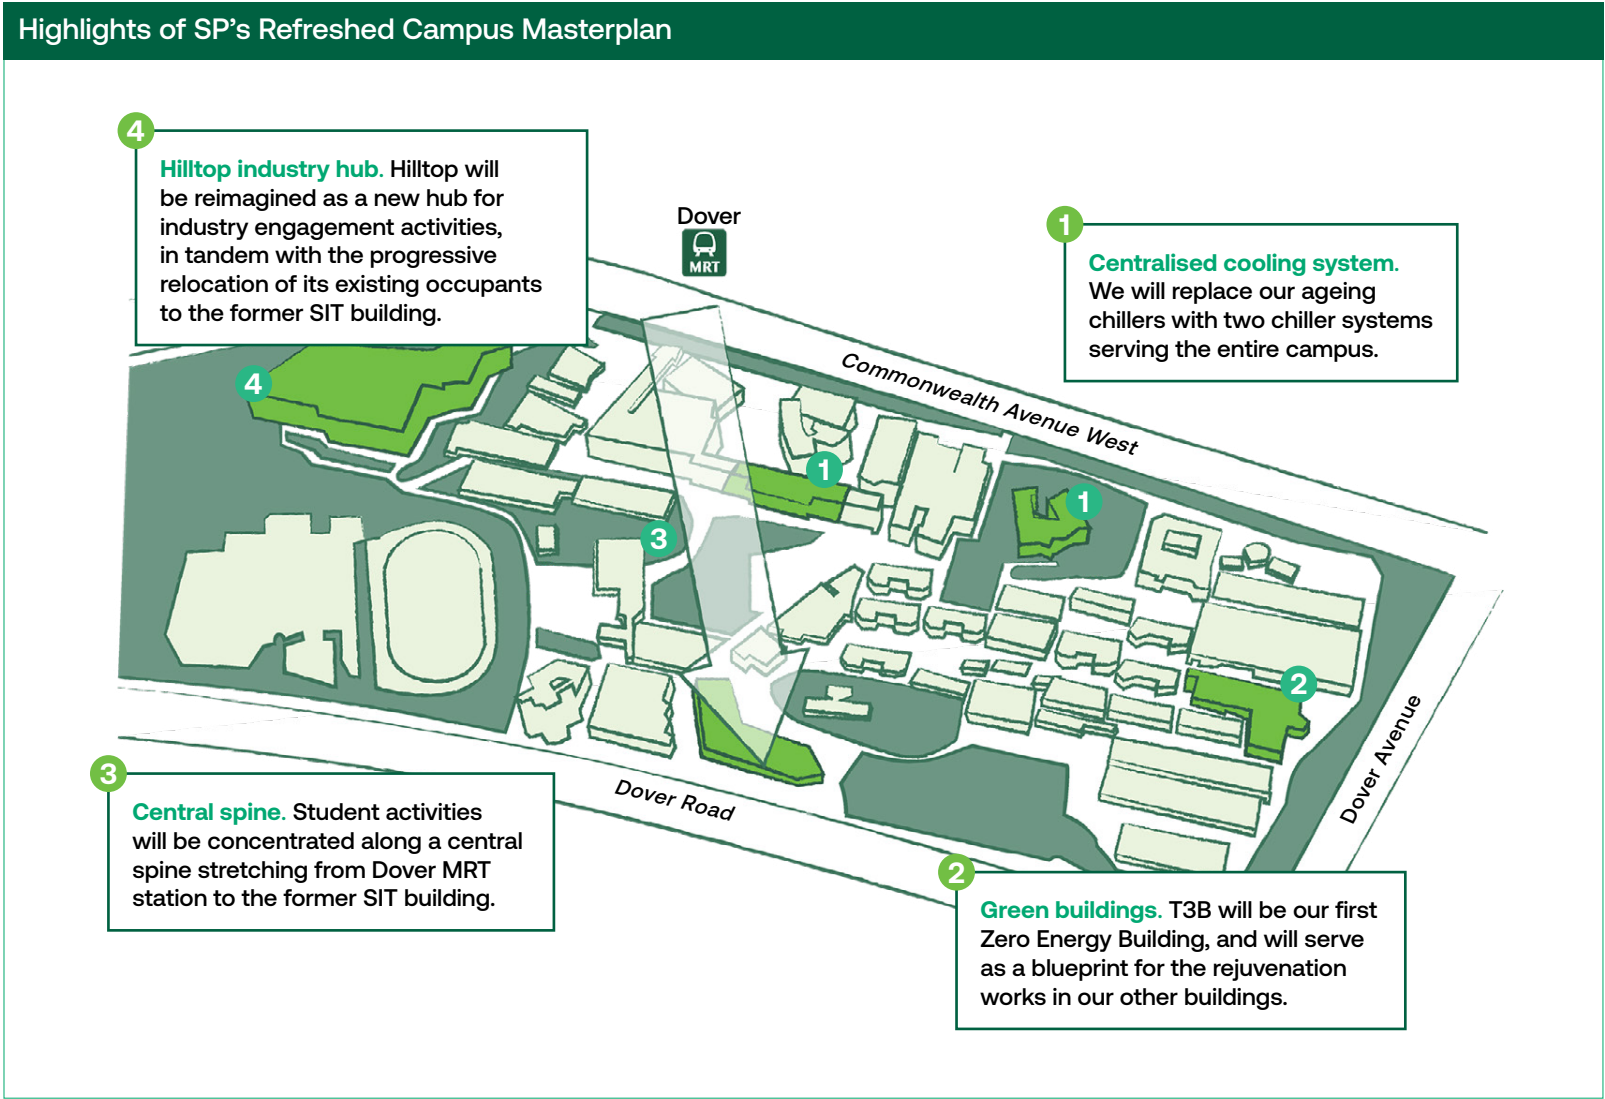 Highlights of SP’s Refreshed Campus Masterplan
4
Hilltop industry hub. Hilltop will
be reimagined as a new hub for
industry engagement activities,
in tandem with the progressive
relocation of its existing occupants
to the former SIT building.
Dover
MRT
1
Centralised cooling system.
We will replace our ageing
chillers with two chiller systems
serving the entire campus.
Commonwealth Avenue West
4
1
1
3
2
Dover Avenue
Dover Road
3
Central spine. Student activities
will be concentrated along a central
spine stretching from Dover MRT
station to the former SIT building.
2
Green buildings. T3B will be our first
Zero Energy Building, and will serve
as a blueprint for the rejuvenation
works in our other buildings.